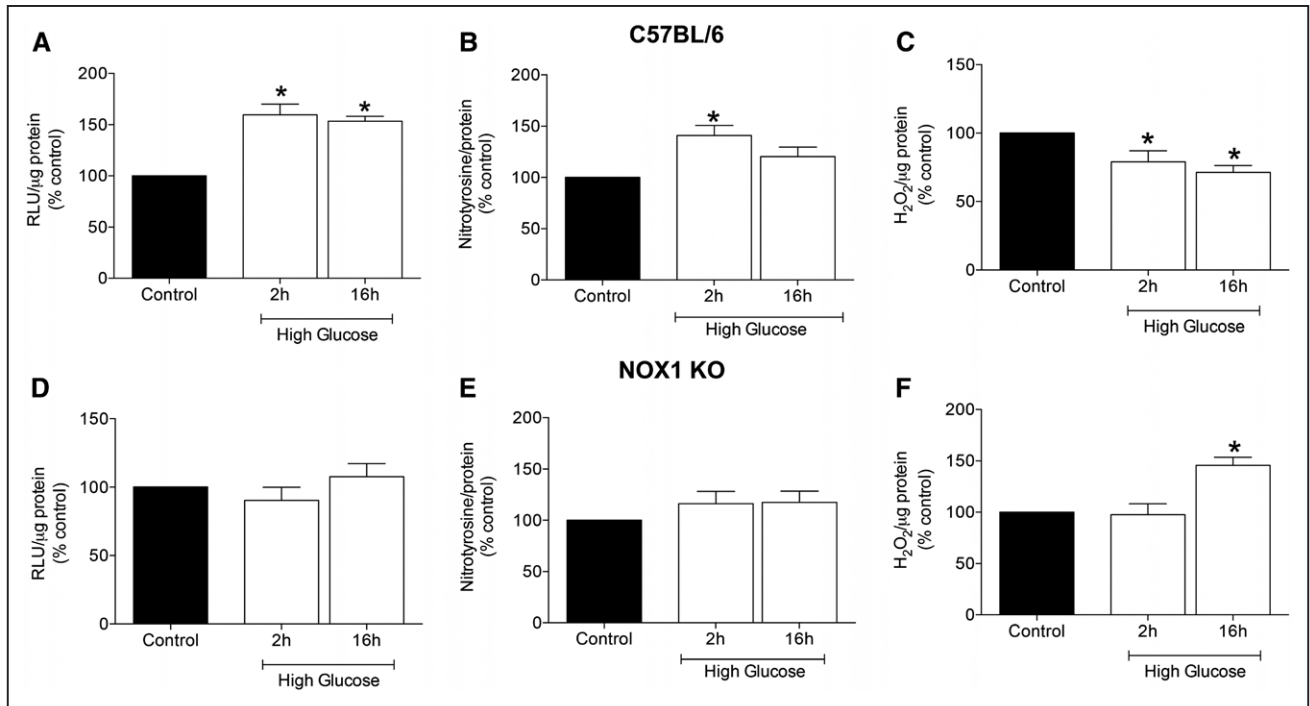 C57BL/6
A
RLU/µg protein
(% control)
200
150
100
50
0
*
*
Control
2h
16h
High Glucose
B
Nitrotyrosine/protein
(% control)
200
150
100
50
0
*
Control
2h
16h
High Glucose
C
H₂O₂/µg protein
(% control)
150
100
50
0
*
*
Control
2h
16h
High Glucose
NOX1 KO
D
RLU/µg protein
(% control)
150
100
50
0
Control
2h
16h
High Glucose
E
Nitrotyrosine/protein
(% control)
200
150
100
50
0
Control
2h
16h
High Glucose
F
H₂O₂/µg protein
(% control)
200
150
100
50
0
*
Control
2h
16h
High Glucose